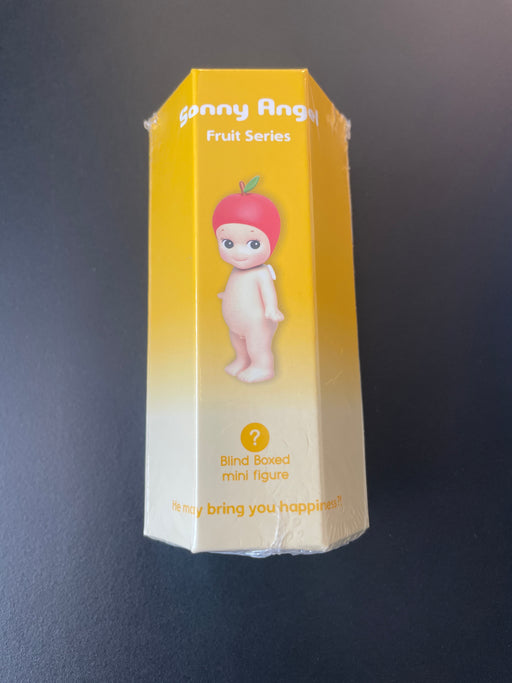 Sonny Angel
Fruit Series
?
Blind Boxed
mini figure
He may bring you happiness?!